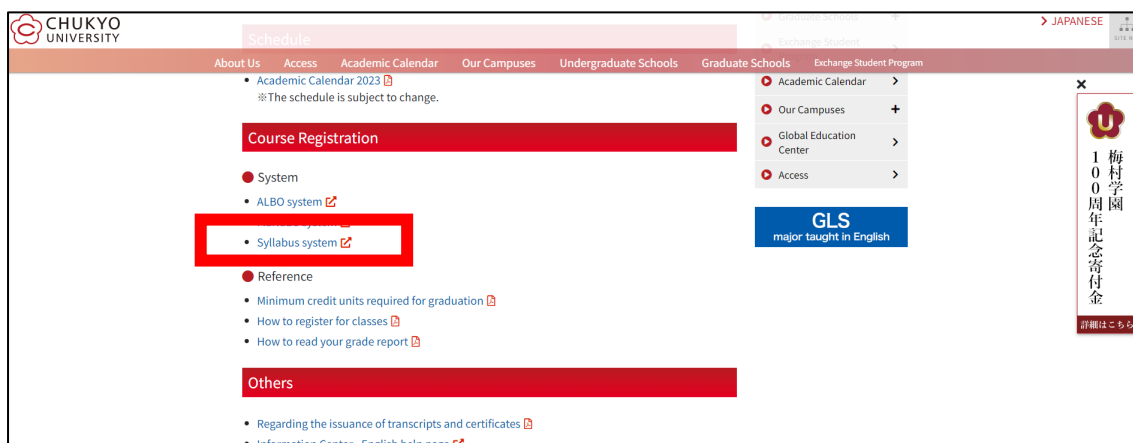 CHUKYO
UNIVERSITY
JAPANESE
Schedule
Graduate Schools
Exchange Student
About Us Access Academic Calendar Our Campuses Undergraduate Schools Graduate Schools Exchange Student Program
Academic Calendar 2023
※The schedule is subject to change.
Course Registration
System
ALBO system
Syllabus system
Reference
Minimum credit units required for graduation
How to register for classes
How to read your grade report
Others
Regarding the issuance of transcripts and certificates
Information Center - English help page
Academic Calendar
Our Campuses
Global Education
Center
Access
GLS
major taught in English
梅村学園
100周年記念寄付金
詳細はこちら